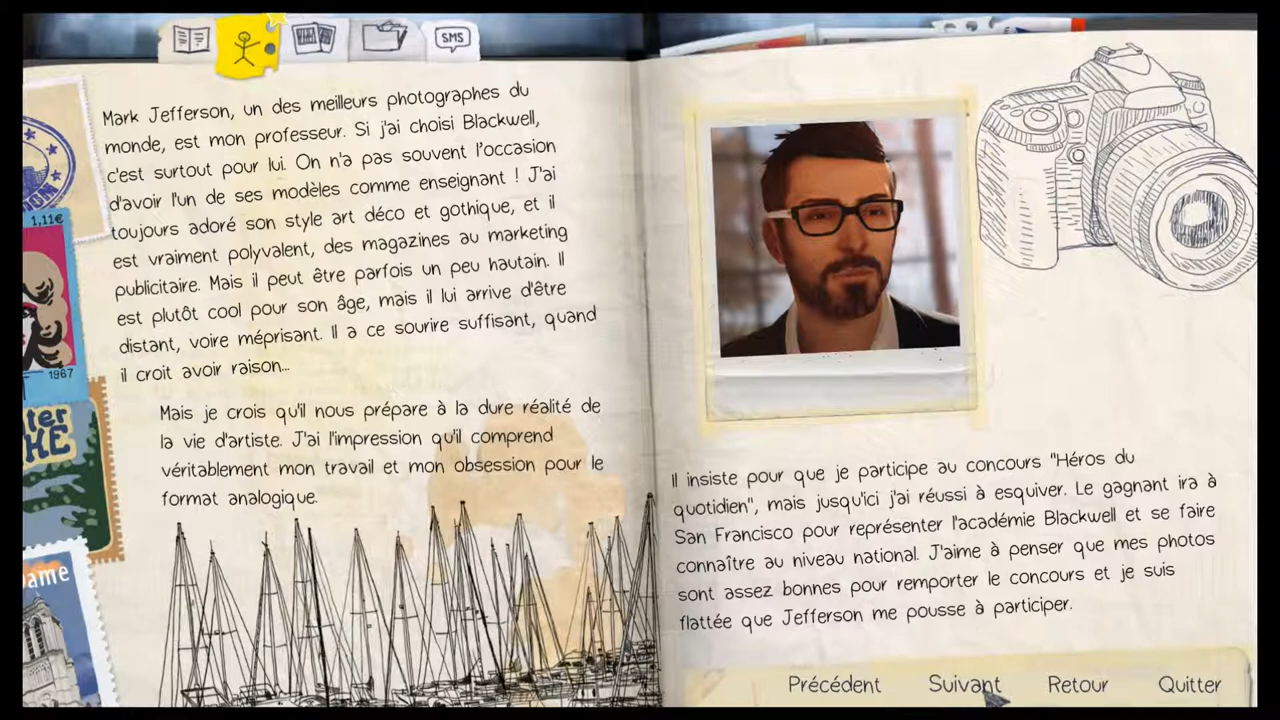 SMS
Mark Jefferson, un des meilleurs photographes du
monde, est mon professeur. Si j'ai choisi Blackwell,
c'est surtout pour lui. On n'a pas souvent l'occasion
d'avoir l'un de ses modèles comme enseignant ! J'ai
toujours adoré son style art déco et gothique, et il
est vraiment polyvalent, des magazines au marketing
publicitaire. Mais il peut être parfois un peu hautain. Il
est plutôt cool pour son âge, mais il lui arrive d'être
distant, voire méprisant. Il a ce sourire suffisant, quand
il croit avoir raison...
Mais je crois qu'il nous prépare à la dure réalité de
la vie d'artiste. J'ai l'impression qu'il comprend
véritablement mon travail et mon obsession pour le
format analogique.
1,11€
1967
ame
Il insiste pour que je participe au concours "Héros du
quotidien", mais jusqu'ici j'ai réussi à esquiver. Le gagnant ira à
San Francisco pour représenter l'académie Blackwell et se faire
connaître au niveau national. J'aime à penser que mes photos
sont assez bonnes pour remporter le concours et je suis
flattée que Jefferson me pousse à participer.
Précédent Suivant Retour Quitter